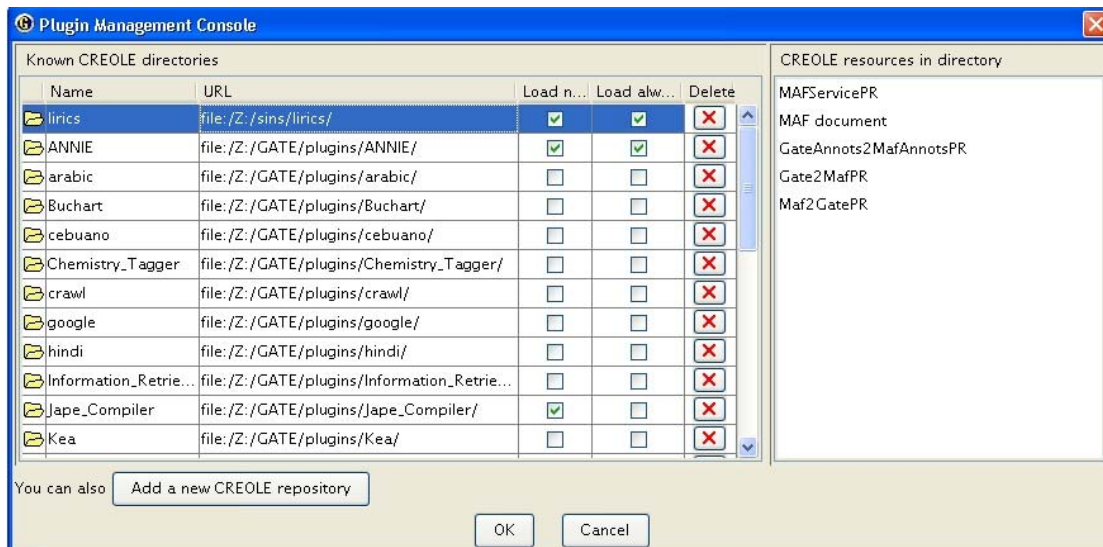 Plugin Management Console
Known CREOLE directories
CREOLE resources in directory
Name URL Load n... Load alw... Delete
lirics file:/Z:/sins/lirics/
ANNIE file:/Z:/GATE/plugins/ANNIE/
arabic file:/Z:/GATE/plugins/arabic/
Buchart file:/Z:/GATE/plugins/Buchart/
cebuano file:/Z:/GATE/plugins/cebuano/
Chemistry_Tagger file:/Z:/GATE/plugins/Chemistry_Tagger/
crawl file:/Z:/GATE/plugins/crawl/
google file:/Z:/GATE/plugins/google/
hindi file:/Z:/GATE/plugins/hindi/
Information_Retrie... file:/Z:/GATE/plugins/Information_Retrie...
Jape_Compiler file:/Z:/GATE/plugins/Jape_Compiler/
Kea file:/Z:/GATE/plugins/Kea/
MAFServicePR
MAF document
GateAnnots2MafAnnotsPR
Gate2MafPR
Maf2GatePR
You can also Add a new CREOLE repository
OK Cancel